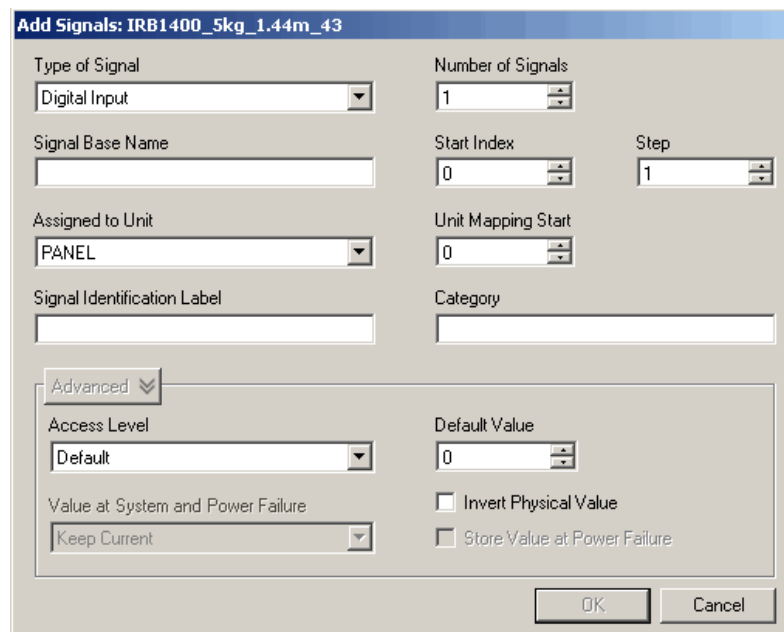 Add Signals: IRB1400_5kg_1.44m_43
Type of Signal
Number of Signals
Digital Input
1
Signal Base Name
Start Index
Step
0
1
Assigned to Unit
Unit Mapping Start
PANEL
0
Signal Identification Label
Category
Advanced
Access Level
Default Value
Default
0
Value at System and Power Failure
Invert Physical Value
Keep Current
Store Value at Power Failure
OK
Cancel